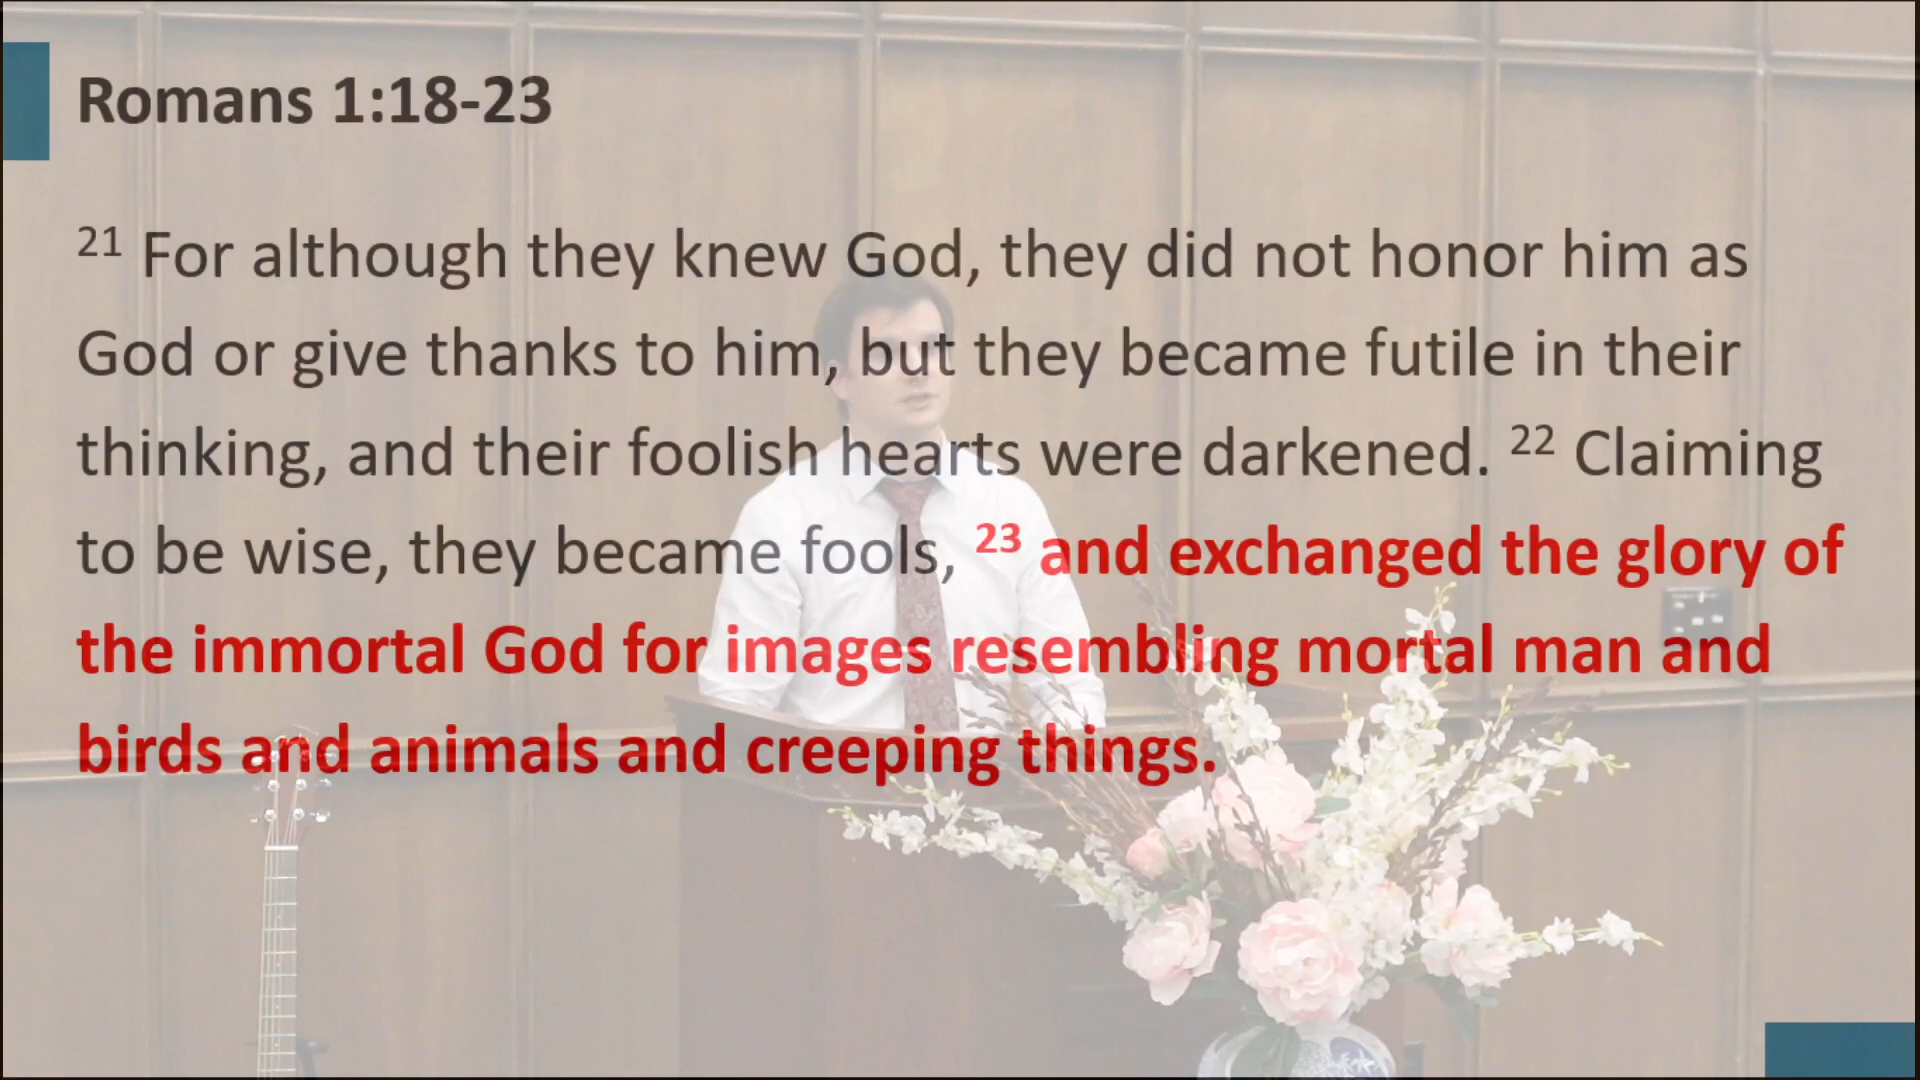 Romans 1:18-23
21 For although they knew God, they did not honor him as
God or give thanks to him, but they became futile in their
thinking, and their foolish hearts were darkened. 22 Claiming
to be wise, they became fools, 23 and exchanged the glory of
the immortal God for images resembling mortal man and
birds and animals and creeping things.